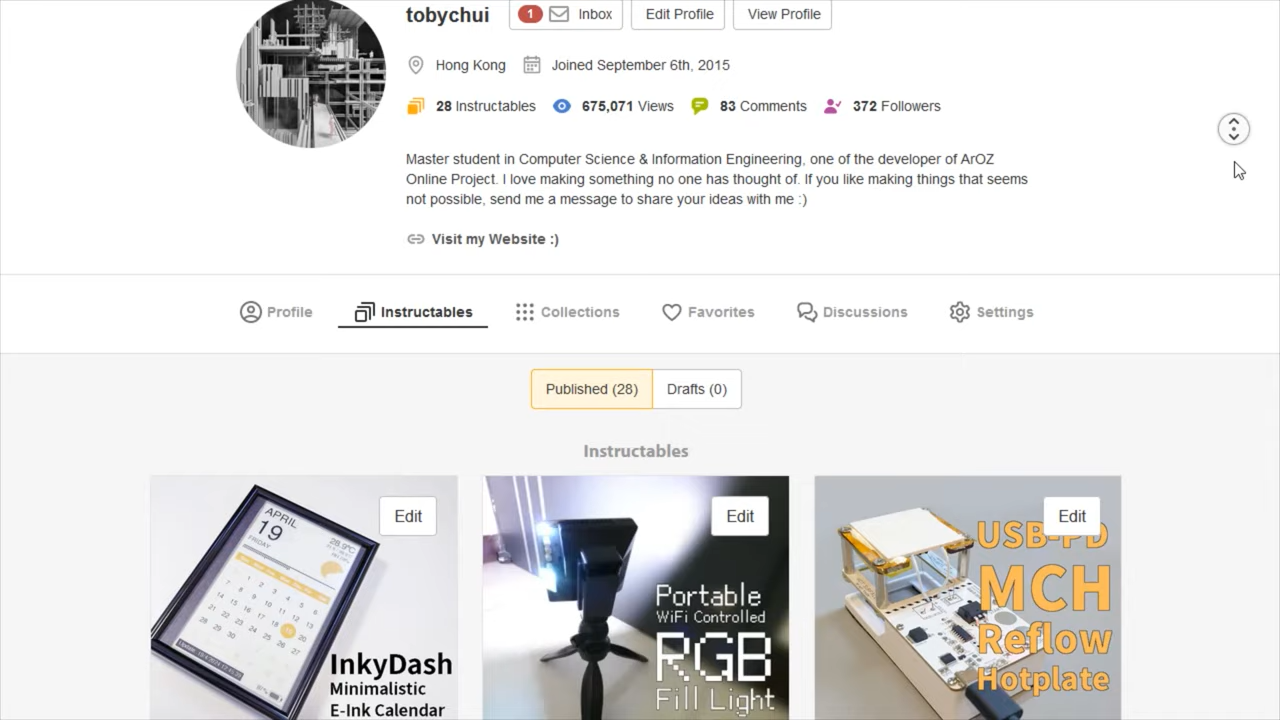 tobychui
1 Inbox
Edit Profile
View Profile
Hong Kong
Joined September 6th, 2015
28 Instructables
675,071 Views
83 Comments
372 Followers
Master student in Computer Science & Information Engineering, one of the developer of ArOZ
Online Project. I love making something no one has thought of. If you like making things that seems
not possible, send me a message to share your ideas with me :)
Visit my Website :)
Profile
Instructables
Collections
Favorites
Discussions
Settings
Published (28)
Drafts (0)
Instructables
Edit
APRIL
19
FRIDAY
28.9°C
InkyDash
Minimalistic
E-Ink Calendar
Edit
Portable
WiFi Controlled
RGB
Fill Light
Edit
USB-PD
MCH
Reflow
Hotplate